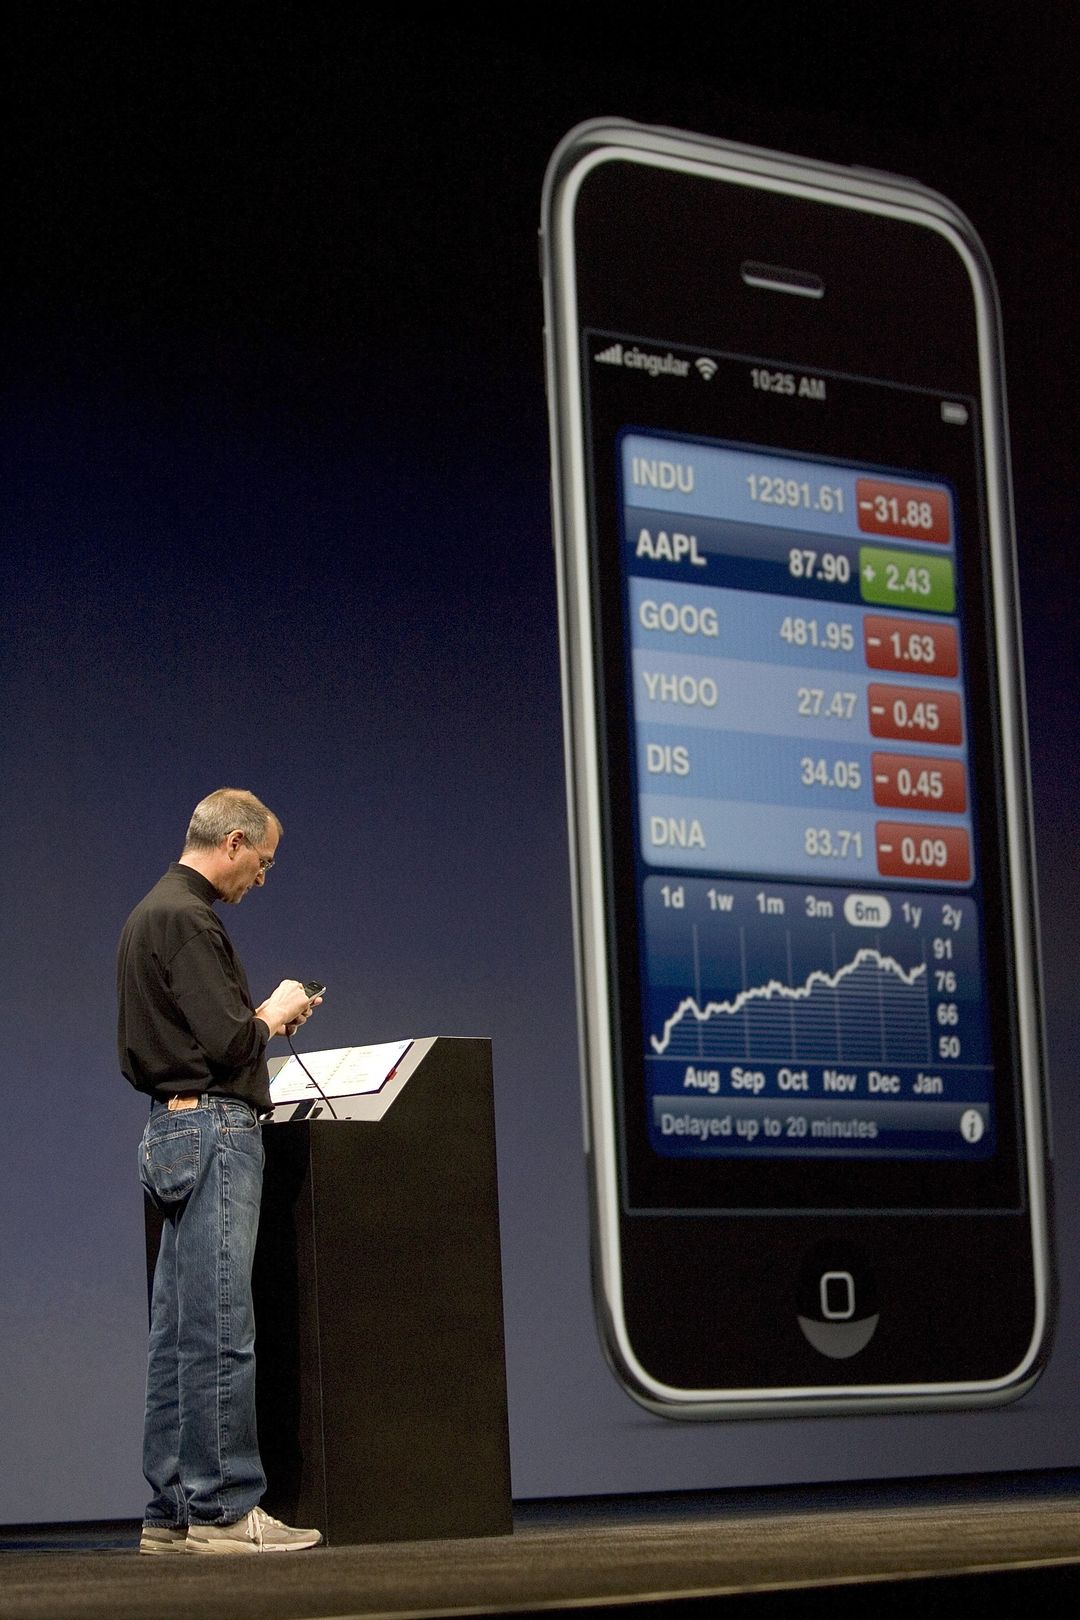 cingular 10:25 AM
INDU 12391.61 -31.88
AAPL 87.90 + 2.43
GOOG 481.95 - 1.63
YHOO 27.47 - 0.45
DIS 34.05 - 0.45
DNA 83.71 - 0.09
1d 1w 1m 3m 6m 1y 2y
91
76
66
50
Aug Sep Oct Nov Dec Jan
Delayed up to 20 minutes i